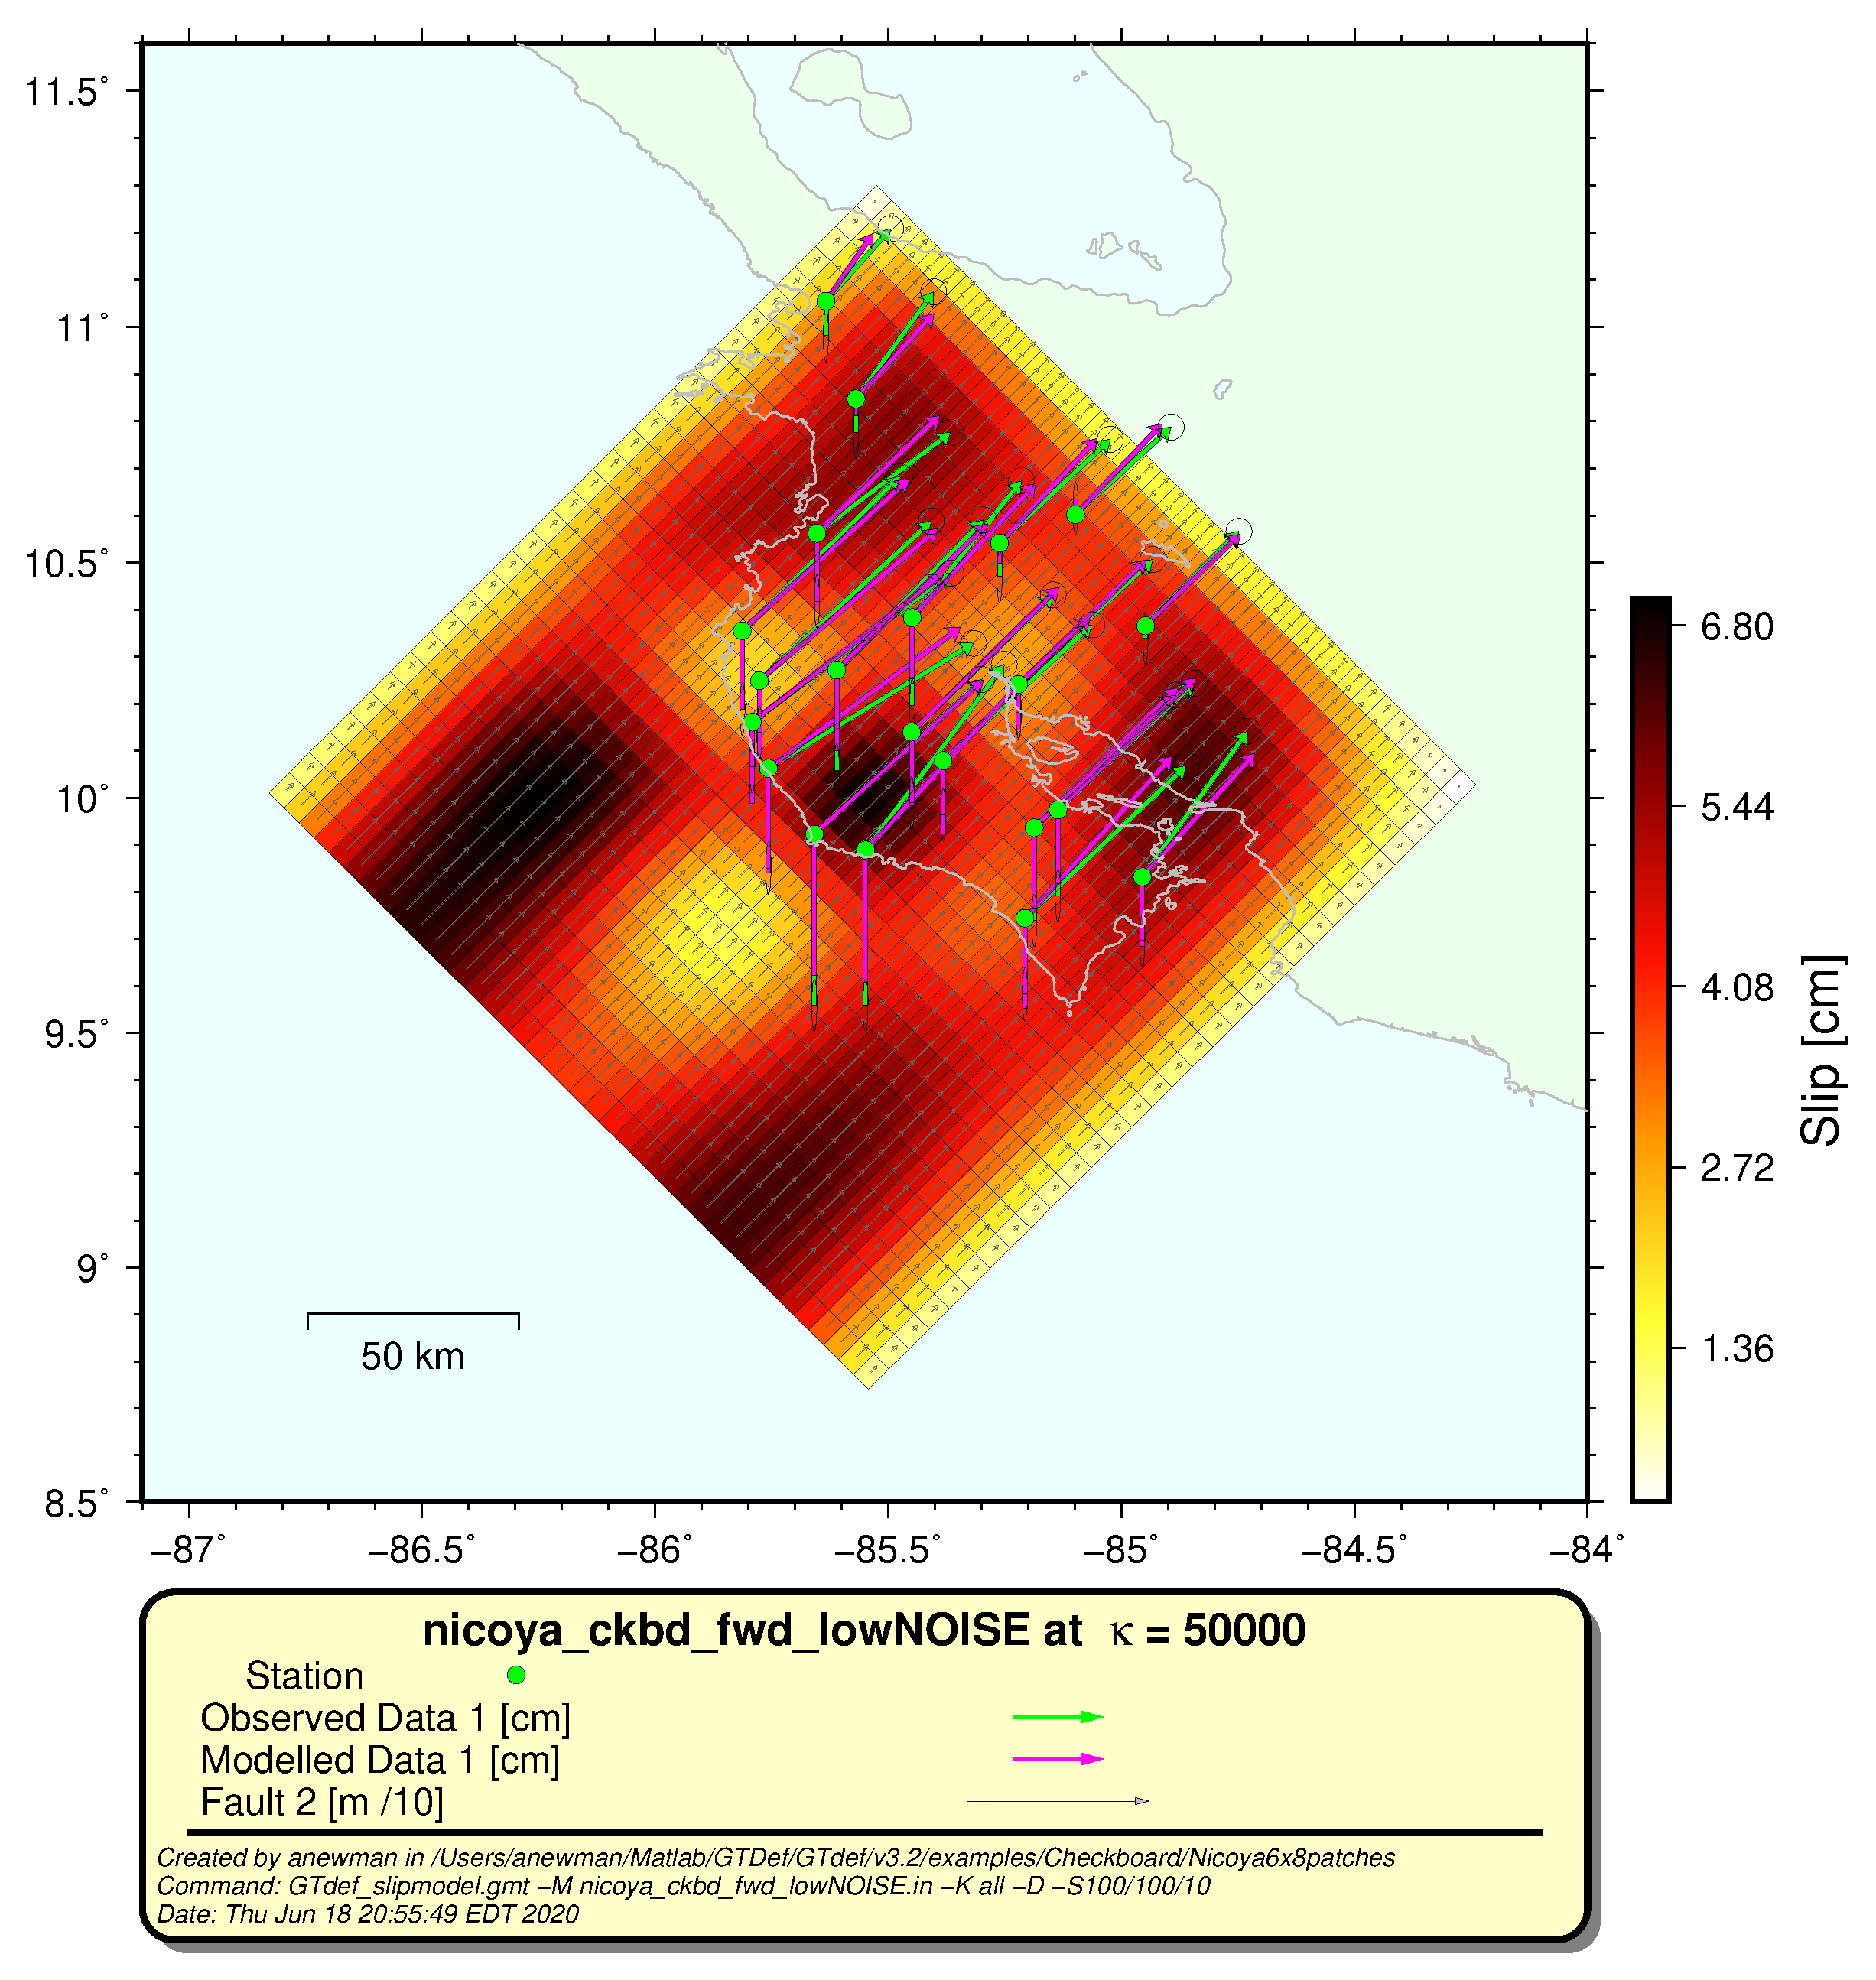 11.5°
11°
10.5°
10°
9.5°
9°
8.5°
50 km
−87° −86.5° −86° −85.5° −85° −84.5° −84°
6.80
5.44
4.08
2.72
1.36
Slip [cm]
nicoya_ckbd_fwd_lowNOISE at κ = 50000
Station
Observed Data 1 [cm]
Modelled Data 1 [cm]
Fault 2 [m /10]
Created by anewman in /Users/anewman/Matlab/GTDef/GTdef/v3.2/examples/Checkboard/Nicoya6x8patches
Command: GTdef_slipmodel.gmt −M nicoya_ckbd_fwd_lowNOISE.in −K all −D −S100/100/10
Date: Thu Jun 18 20:55:49 EDT 2020